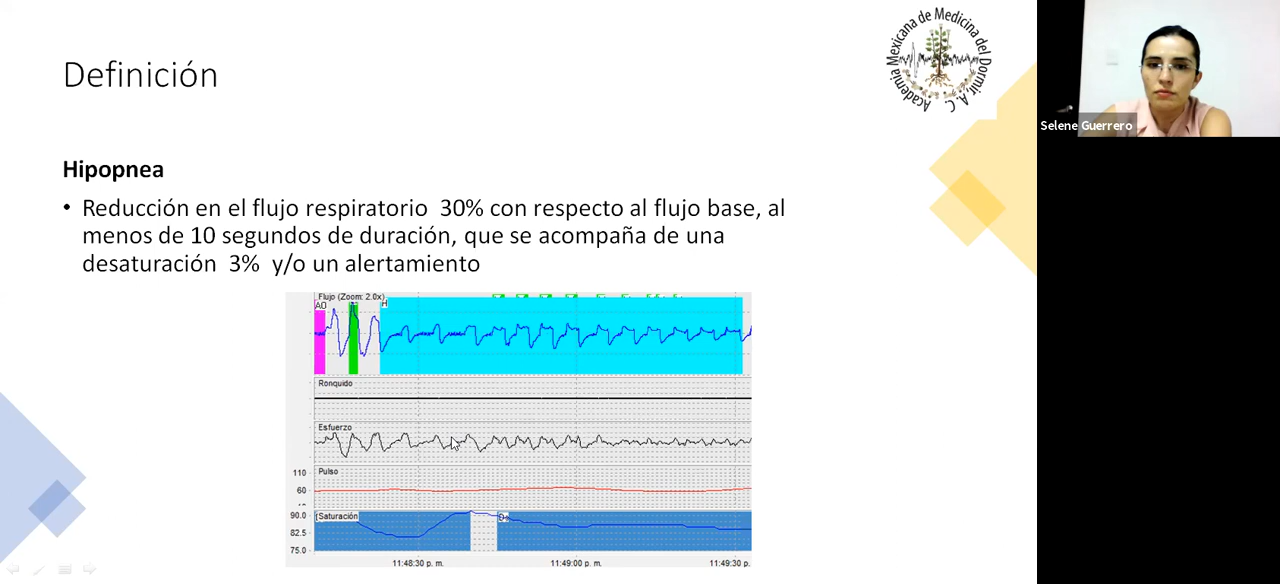 Academia Mexicana de Medicina del Dormir, A. C.
Definición
Selene Guerrero
Hipopnea
• Reducción en el flujo respiratorio 30% con respecto al flujo base, al
menos de 10 segundos de duración, que se acompaña de una
desaturación 3% y/o un alertamiento
Flujo (Zoom: 2.0x)
AO
H
Ronquido
Esfuerzo
Pulso
110
60
Saturación
90.0
82.5
75.0
11:48:30 p. m.
11:49:00 p. m.
11:49:30 p. m.